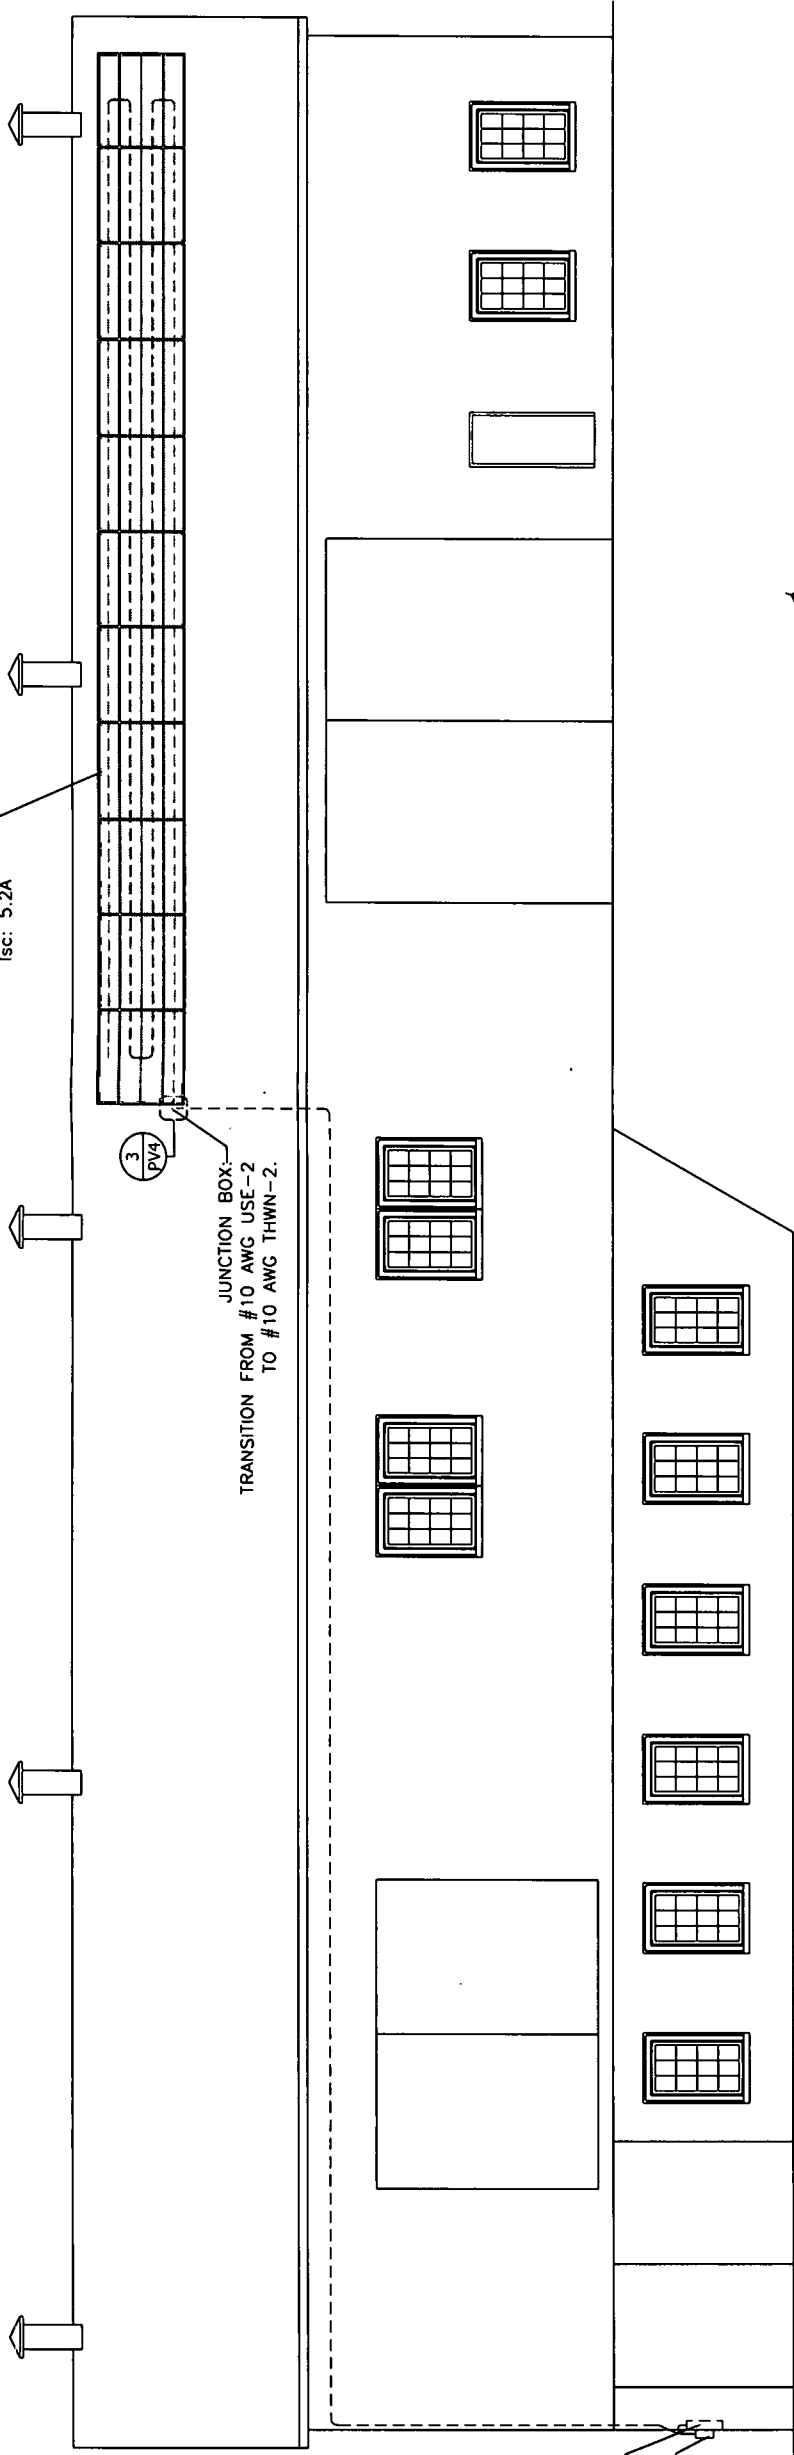 Isc: 5.2A
3
PV4
JUNCTION BOX:
TRANSITION FROM #10 AWG USE-2
TO #10 AWG THWN-2.